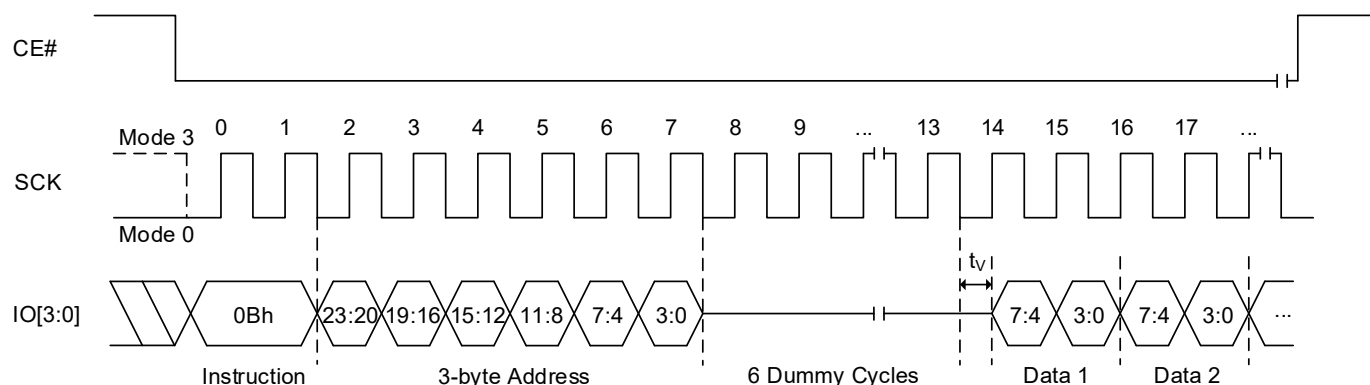 CE#
Mode 3
0 1 2 3 4 5 6 7 8 9 ... 13 14 15 16 17 ...
SCK
Mode 0
tV
IO[3:0] 0Bh 23:20 19:16 15:12 11:8 7:4 3:0 7:4 3:0 7:4 3:0 ...
Instruction 3-byte Address 6 Dummy Cycles Data 1 Data 2